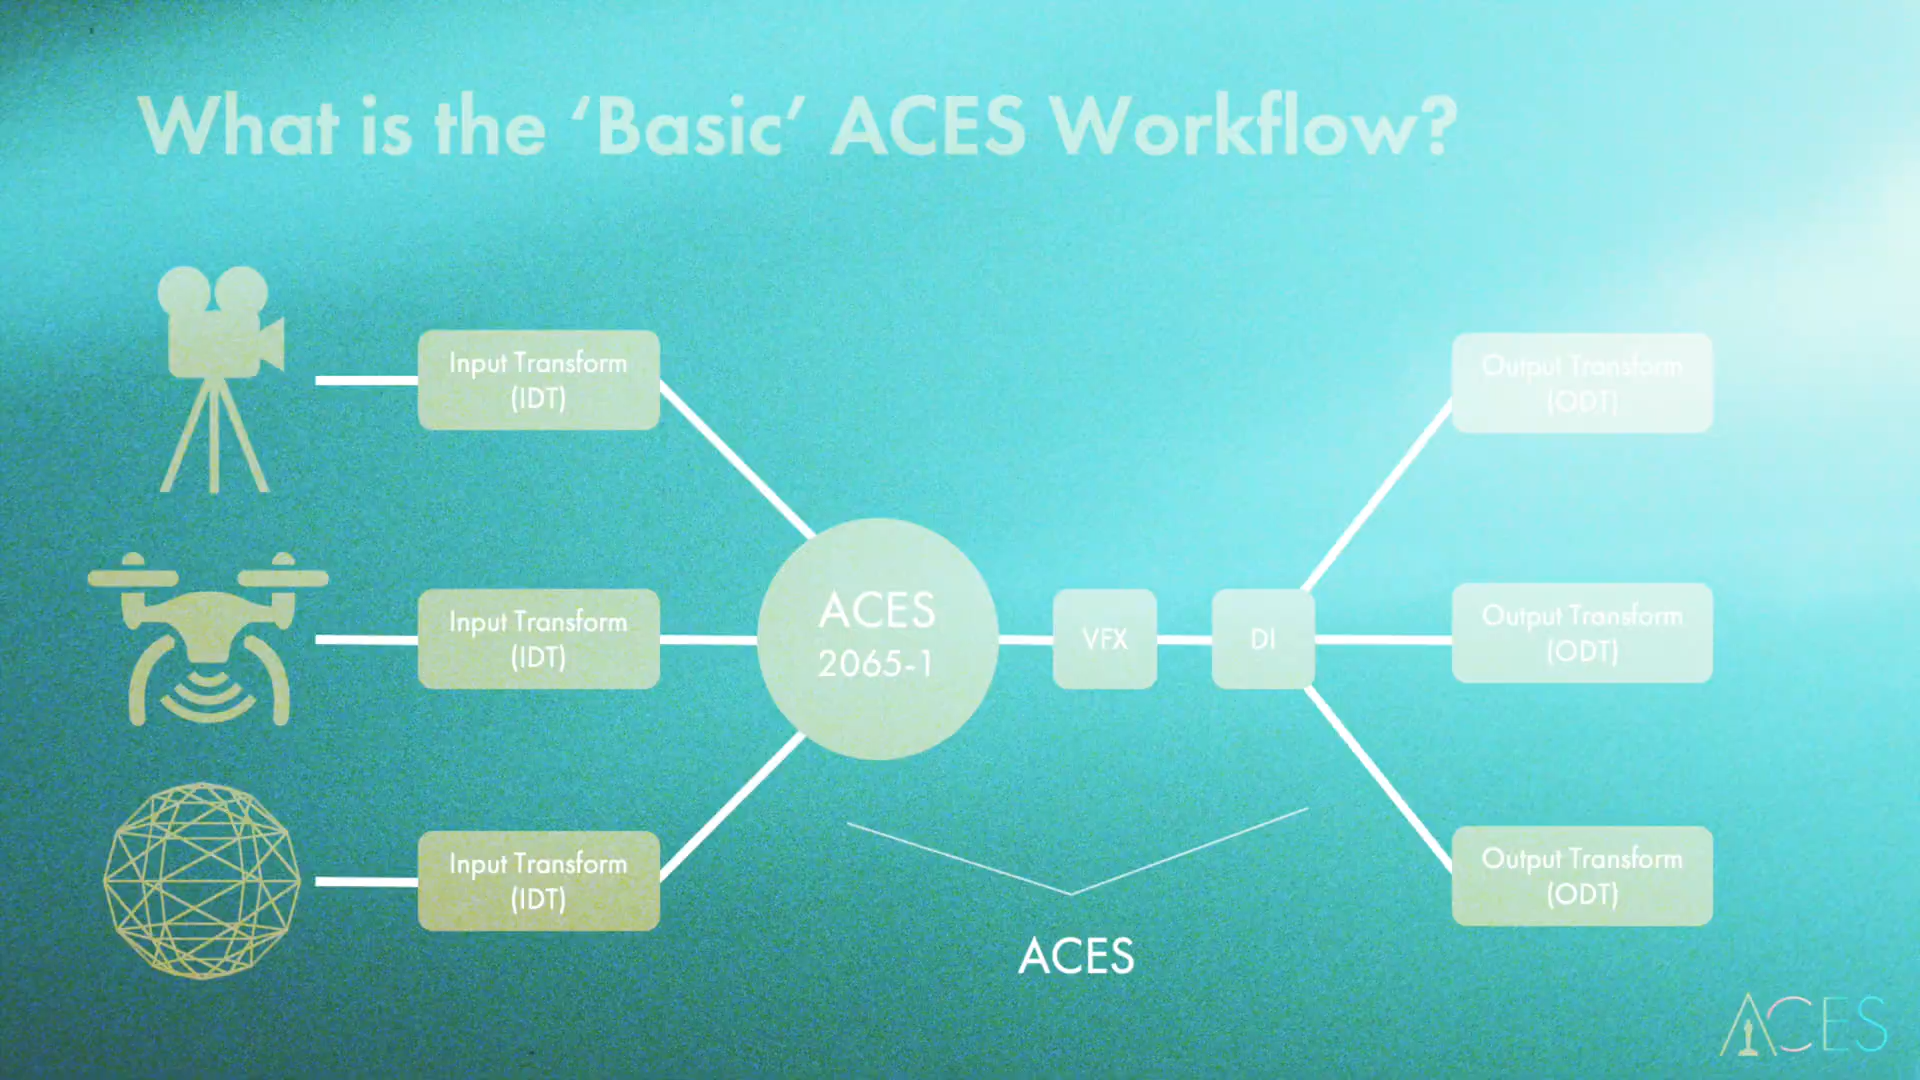 What is the ‘Basic’ ACES Workflow?
Input Transform
(IDT)
Output Transform
(ODT)
Input Transform
(IDT)
ACES
2065-1
VFX
DI
Output Transform
(ODT)
Input Transform
(IDT)
Output Transform
(ODT)
ACES
ACES